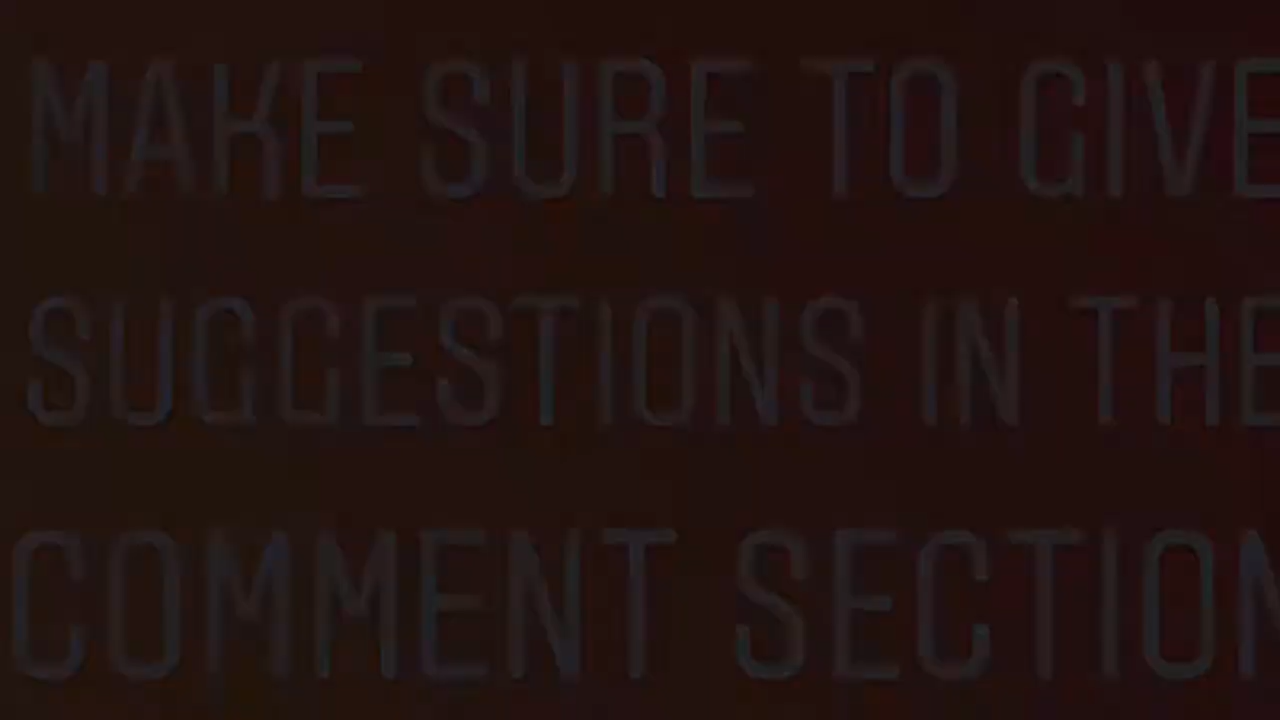 MAKE SURE TO GIVE
SUGGESTIONS IN THE
COMMENT SECTION